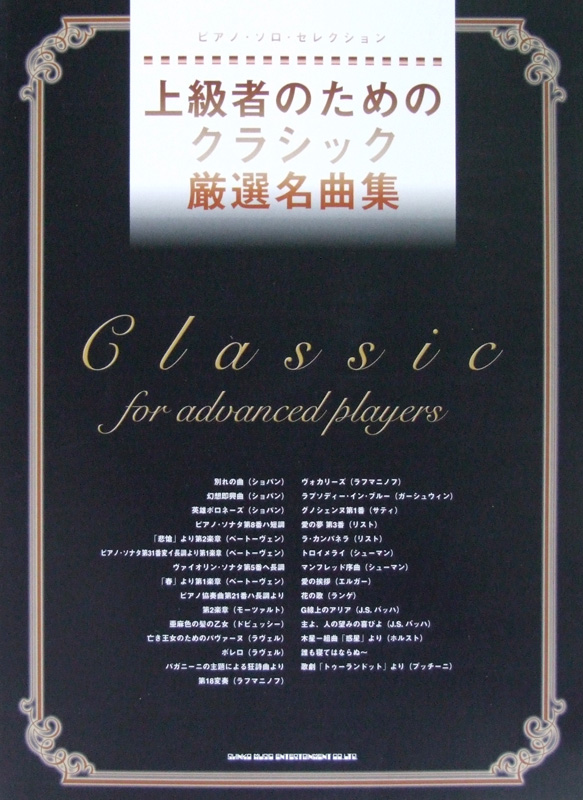 ピアノ・ソロ・セレクション
上級者のための
クラシック
厳選名曲集
Classic
for advanced players
別れの曲（ショパン）
幻想即興曲（ショパン）
英雄ポロネーズ（ショパン）
ピアノ・ソナタ第8番ハ短調
「悲愴」より第2楽章（ベートーヴェン）
ピアノ・ソナタ第31番変イ長調より第1楽章（ベートーヴェン）
ヴァイオリン・ソナタ第5番ヘ長調
「春」より第1楽章（ベートーヴェン）
ピアノ協奏曲第21番ハ長調より
第2楽章（モーツァルト）
亜麻色の髪の乙女（ドビュッシー）
亡き王女のためのパヴァーヌ（ラヴェル）
ボレロ（ラヴェル）
パガニーニの主題による狂詩曲より
第18変奏（ラフマニノフ）
ヴォカリーズ（ラフマニノフ）
ラプソディー・イン・ブルー（ガーシュウィン）
グノシェンヌ第1番（サティ）
愛の夢 第3番（リスト）
ラ・カンパネラ（リスト）
トロイメライ（シューマン）
マンフレッド序曲（シューマン）
愛の挨拶（エルガー）
花の歌（ランゲ）
G線上のアリア（J.S.バッハ）
主よ、人の望みの喜びよ（J.S.バッハ）
木星〜組曲「惑星」より（ホルスト）
誰も寝てはならぬ〜
歌劇「トゥーランドット」より（プッチーニ）
SHINKO MUSIC ENTERTAINMENT CO.,LTD.